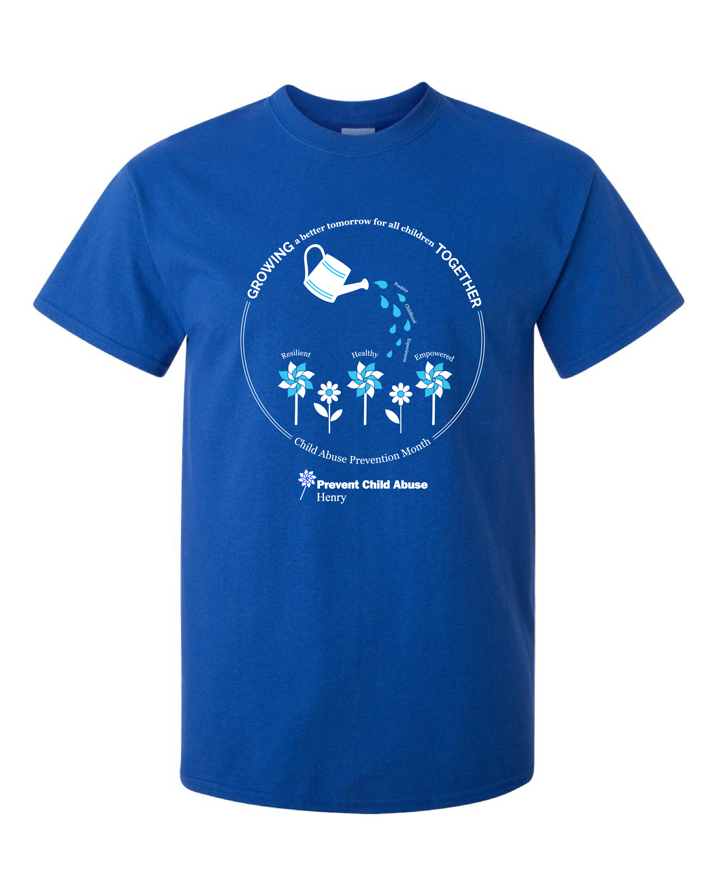 GROWING a better tomorrow for all children TOGETHER
Positive
Childhood
Experiences
Resilient
Healthy
Empowered
Child Abuse Prevention Month
Prevent Child Abuse
Henry